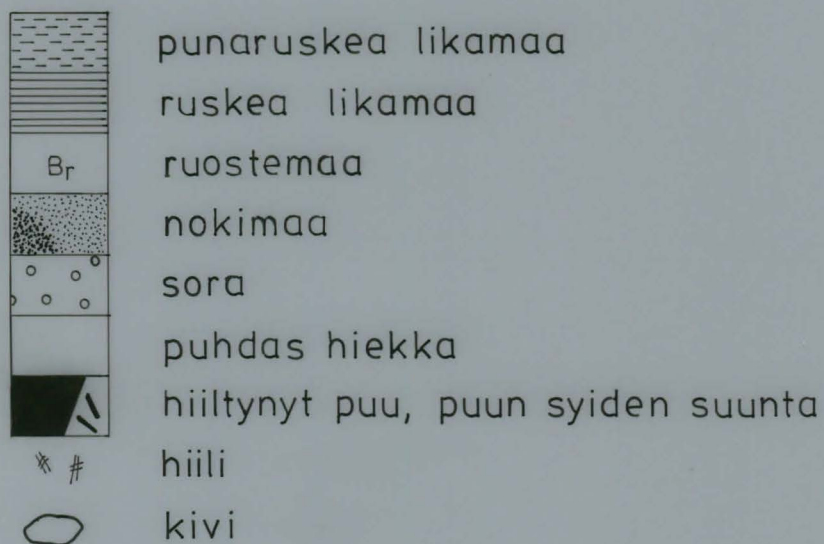 punaruskea likamaa
ruskea likamaa
Br ruostemaa
nokimaa
sora
puhdas hiekka
hiiltynyt puu, puun syiden suunta
hiili
kivi